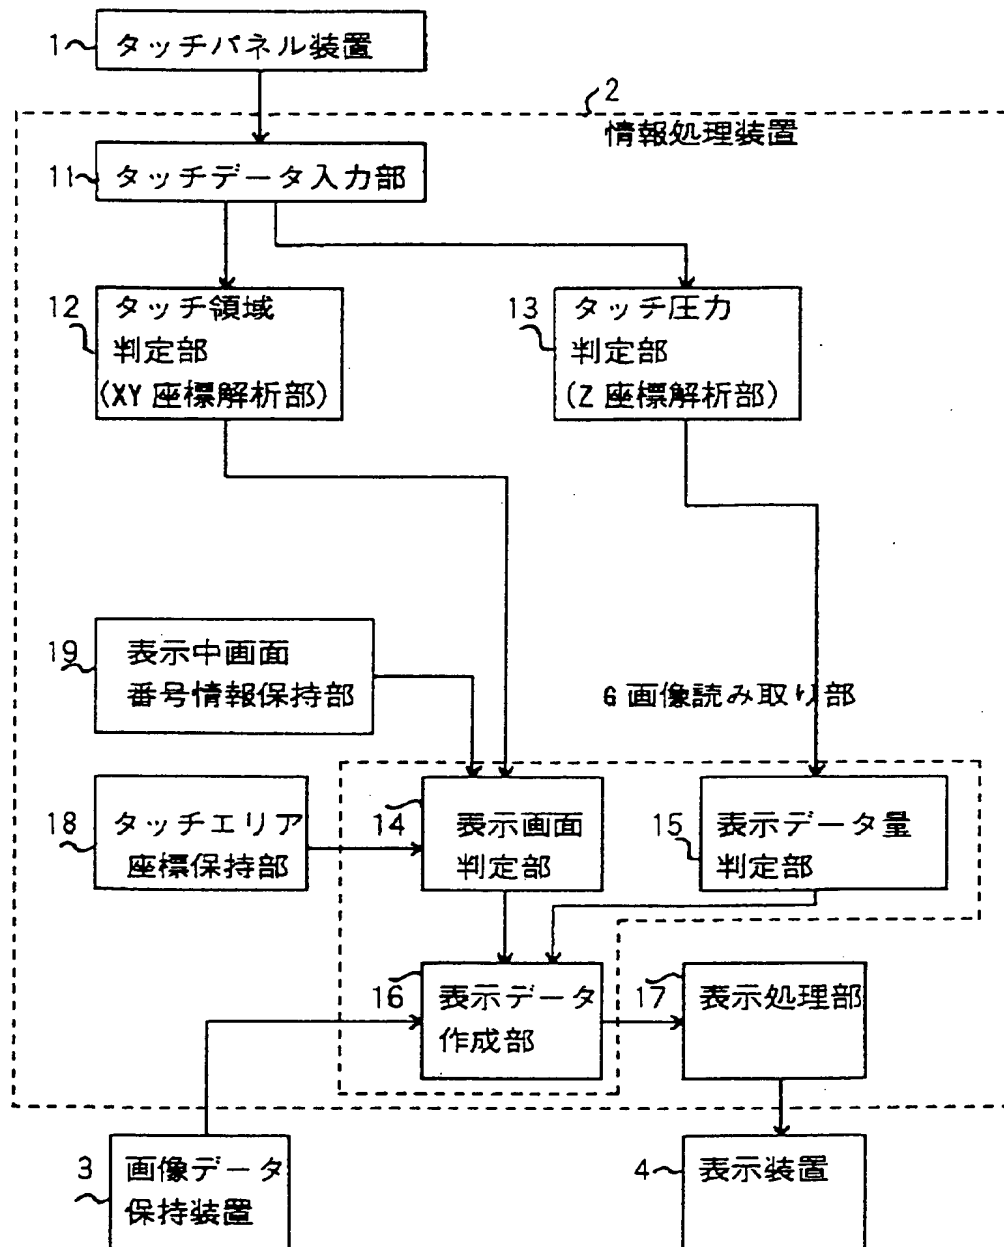 1 タッチパネル装置
2
情報処理装置
11 タッチデータ入力部
12 タッチ領域
判定部
(XY 座標解析部)
13 タッチ圧力
判定部
(Z 座標解析部)
19 表示中画面
番号情報保持部
6 画像読み取り部
18 タッチエリア
座標保持部
14 表示画面
判定部
15 表示データ量
判定部
16 表示データ
作成部
17 表示処理部
3 画像データ
保持装置
4 表示装置